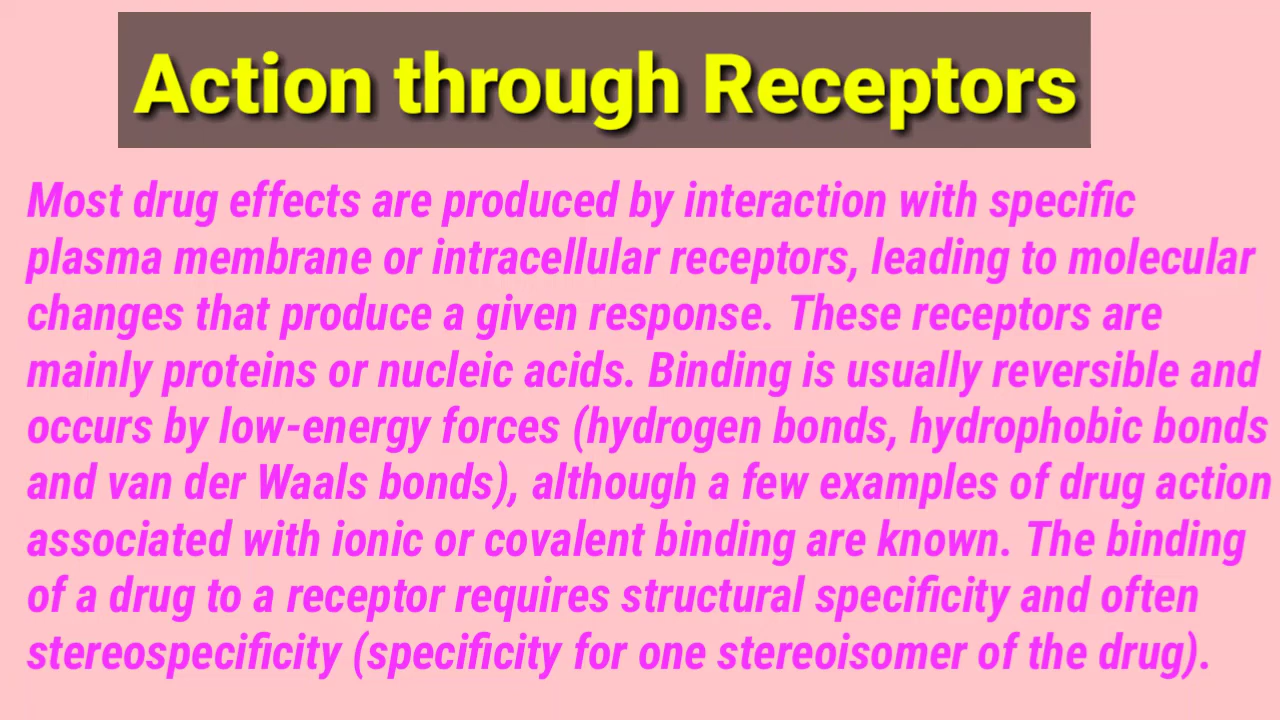 Action through Receptors
Most drug effects are produced by interaction with specific
plasma membrane or intracellular receptors, leading to molecular
changes that produce a given response. These receptors are
mainly proteins or nucleic acids. Binding is usually reversible and
occurs by low-energy forces (hydrogen bonds, hydrophobic bonds
and van der Waals bonds), although a few examples of drug action
associated with ionic or covalent binding are known. The binding
of a drug to a receptor requires structural specificity and often
stereospecificity (specificity for one stereoisomer of the drug).